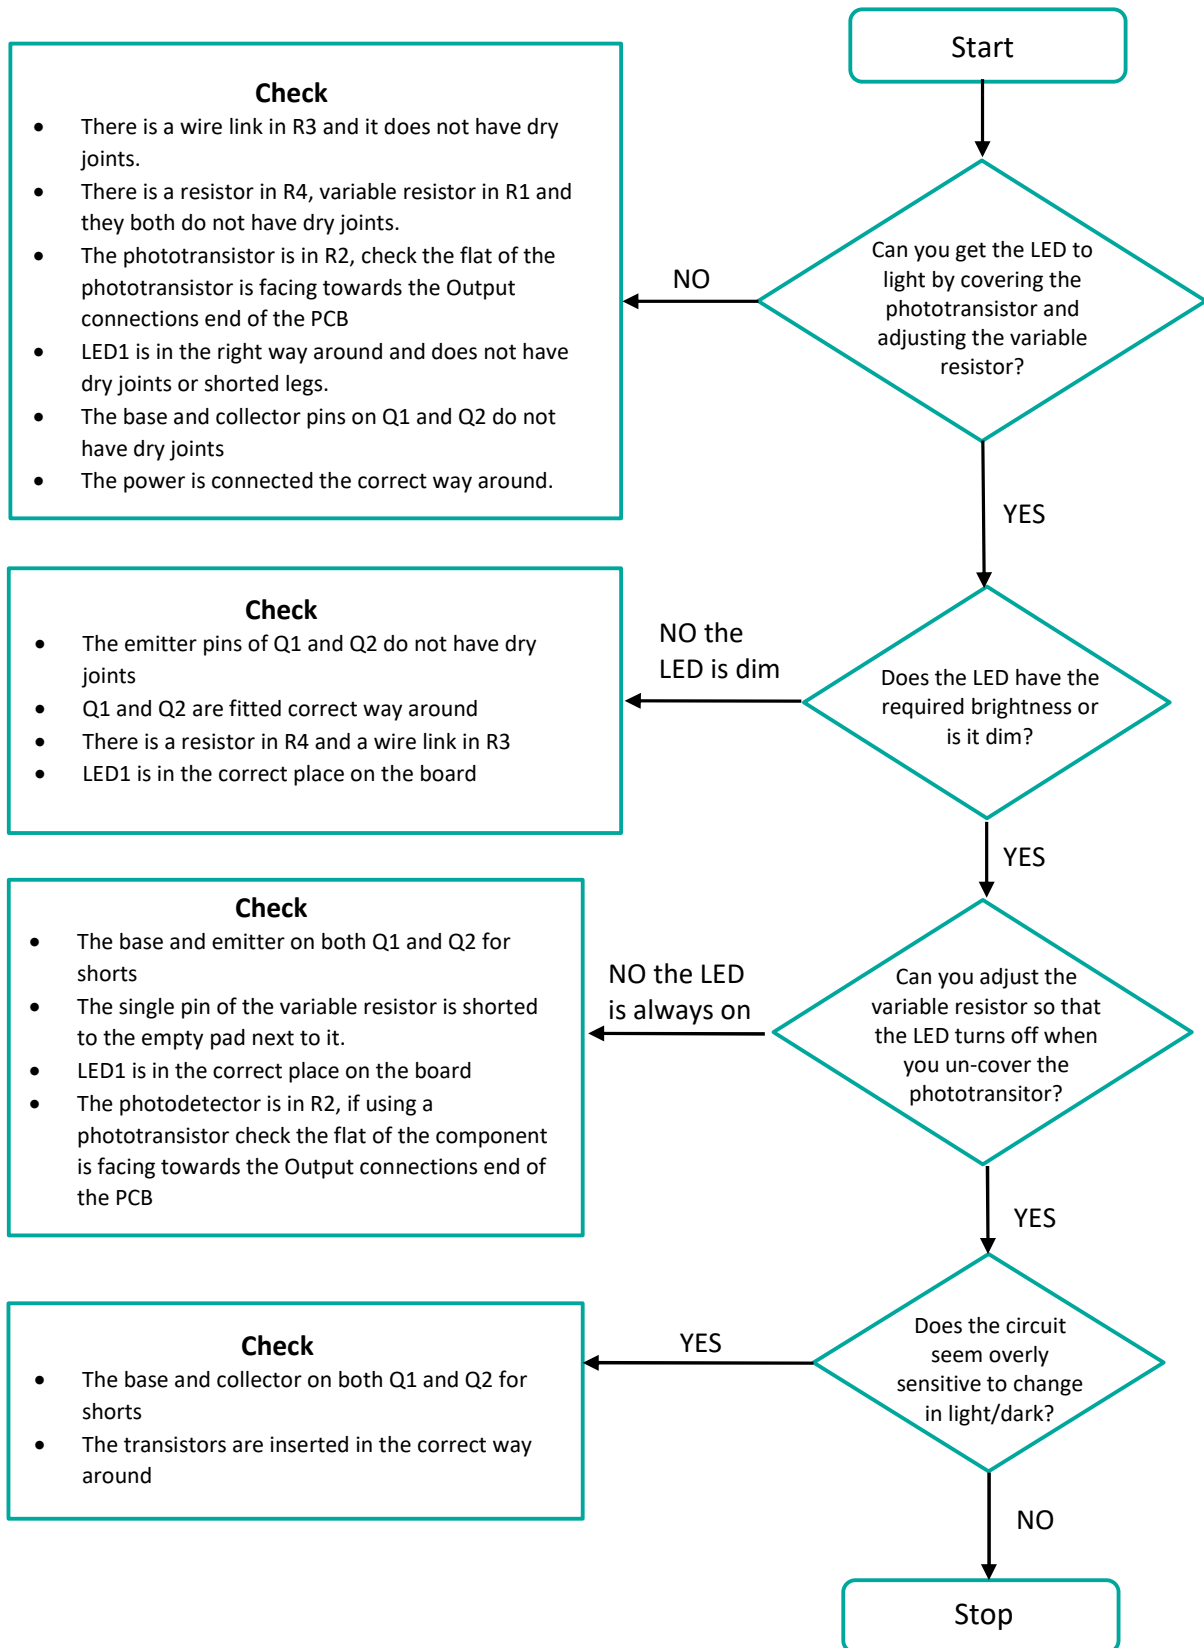 Start
Can you get the LED to
light by covering the
phototransistor and
adjusting the variable
resistor?
NO
Check
• There is a wire link in R3 and it does not have dry
joints.
• There is a resistor in R4, variable resistor in R1 and
they both do not have dry joints.
• The phototransistor is in R2, check the flat of the
phototransistor is facing towards the Output
connections end of the PCB
• LED1 is in the right way around and does not have
dry joints or shorted legs.
• The base and collector pins on Q1 and Q2 do not
have dry joints
• The power is connected the correct way around.
YES
Does the LED have the
required brightness or
is it dim?
NO the
LED is dim
Check
• The emitter pins of Q1 and Q2 do not have dry
joints
• Q1 and Q2 are fitted correct way around
• There is a resistor in R4 and a wire link in R3
• LED1 is in the correct place on the board
YES
Can you adjust the
variable resistor so that
the LED turns off when
you un-cover the
phototransitor?
NO the LED
is always on
Check
• The base and emitter on both Q1 and Q2 for
shorts
• The single pin of the variable resistor is shorted
to the empty pad next to it.
• LED1 is in the correct place on the board
• The photodetector is in R2, if using a
phototransistor check the flat of the component
is facing towards the Output connections end of
the PCB
YES
Does the circuit
seem overly
sensitive to change
in light/dark?
YES
Check
• The base and collector on both Q1 and Q2 for
shorts
• The transistors are inserted in the correct way
around
NO
Stop